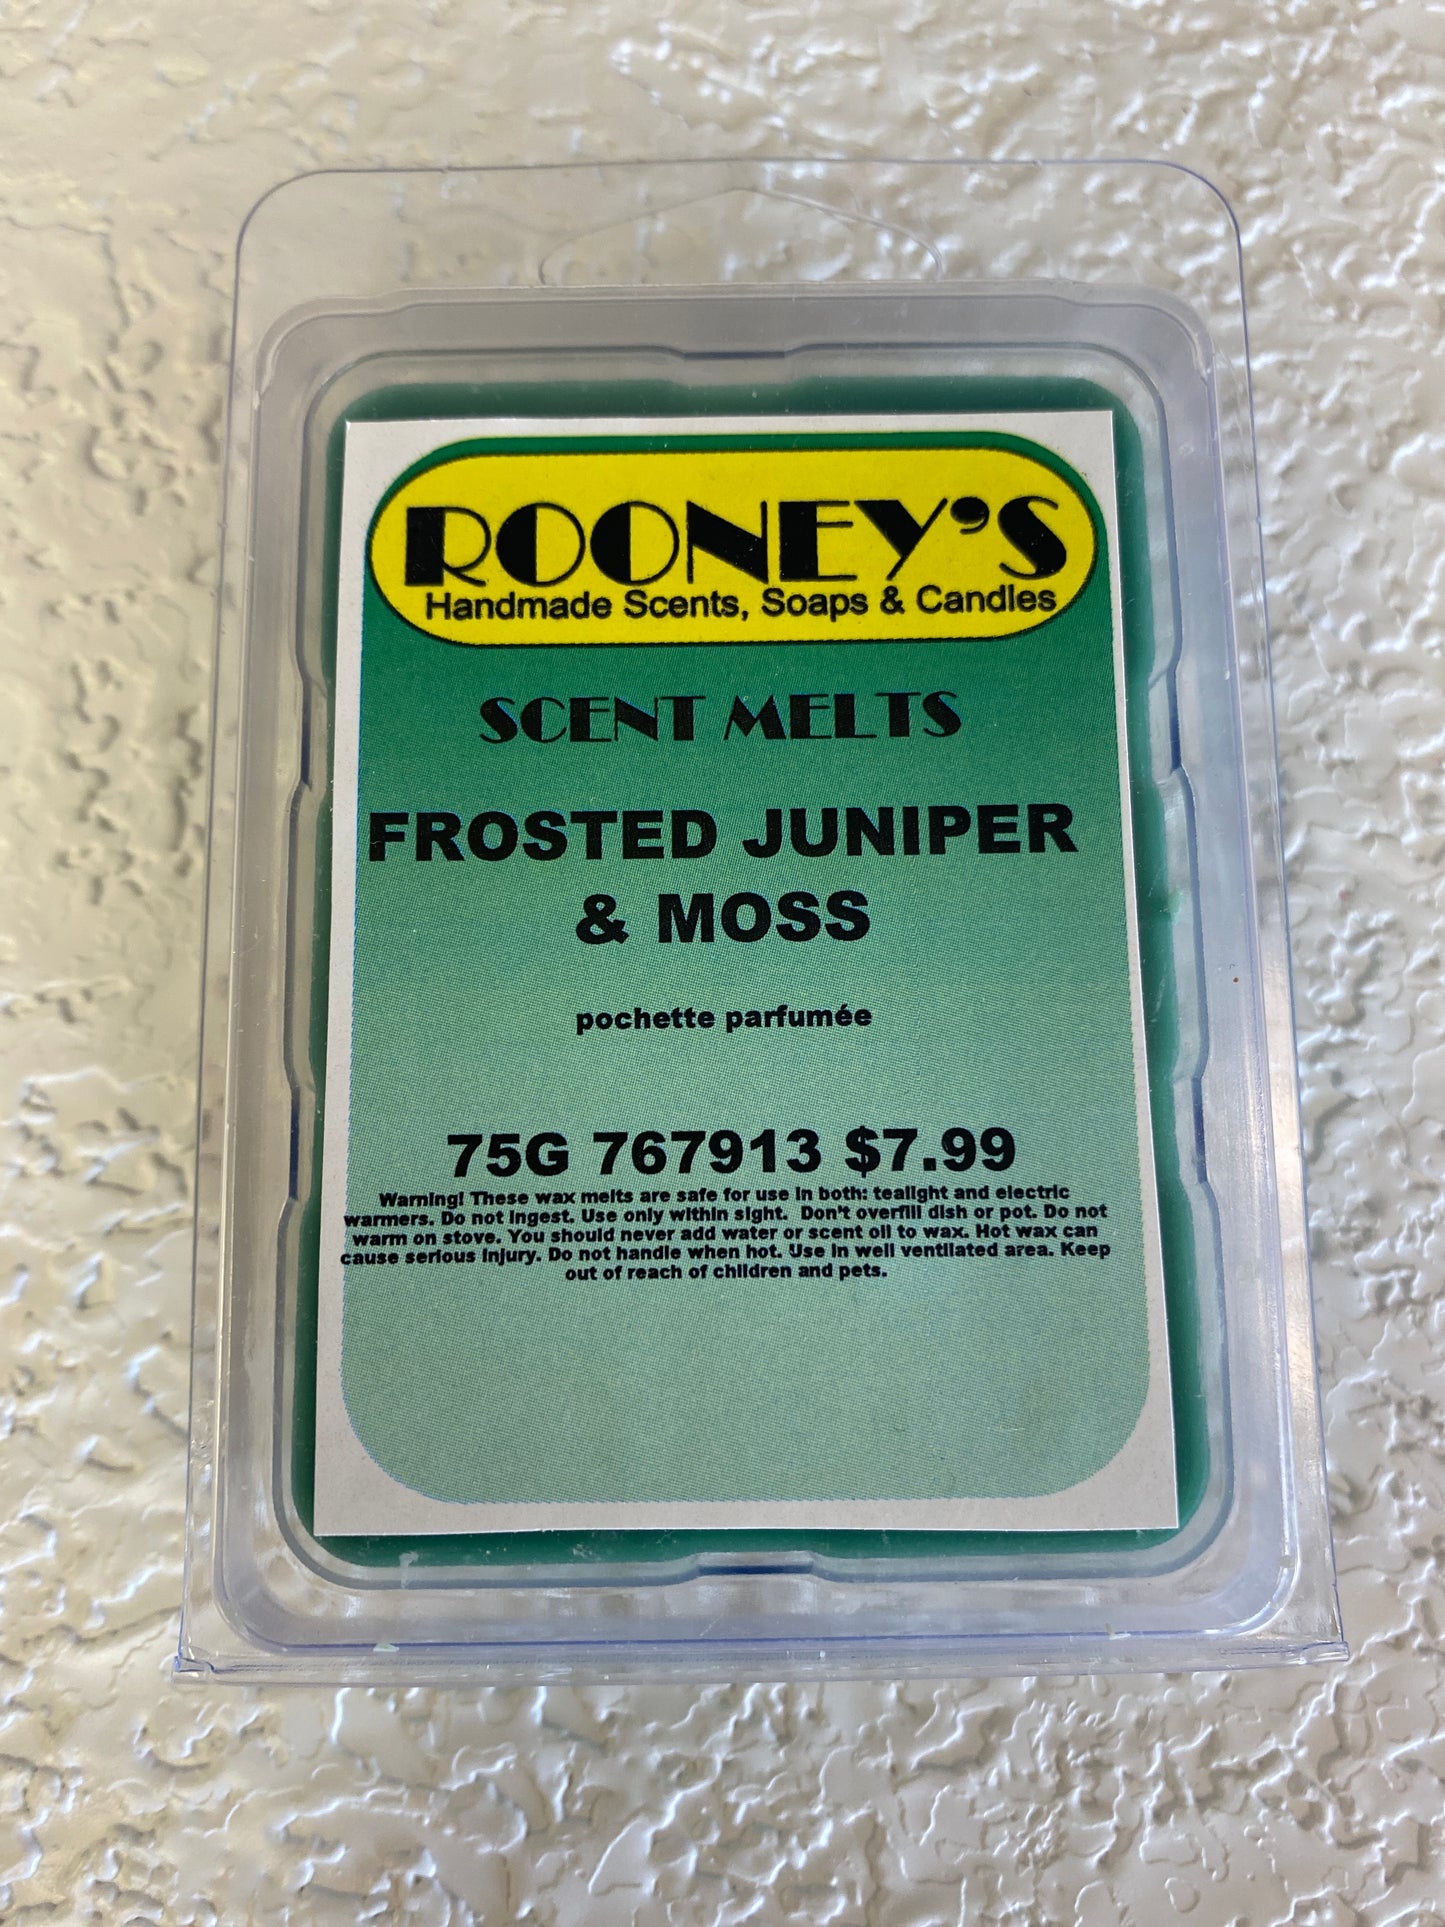 ROONEY'S
Handmade Scents, Soaps & Candles
SCENT MELTS
FROSTED JUNIPER
& MOSS
pochette parfumée
75G 767913 $7.99
Warning! These wax melts are safe for use in both: tealight and electric
warmers. Do not ingest. Use only within sight. Don't overfill dish or pot. Do not
warm on stove. You should never add water or scent oil to wax. Hot wax can
cause serious injury. Do not handle when hot. Use in well ventilated area. Keep
out of reach of children and pets.